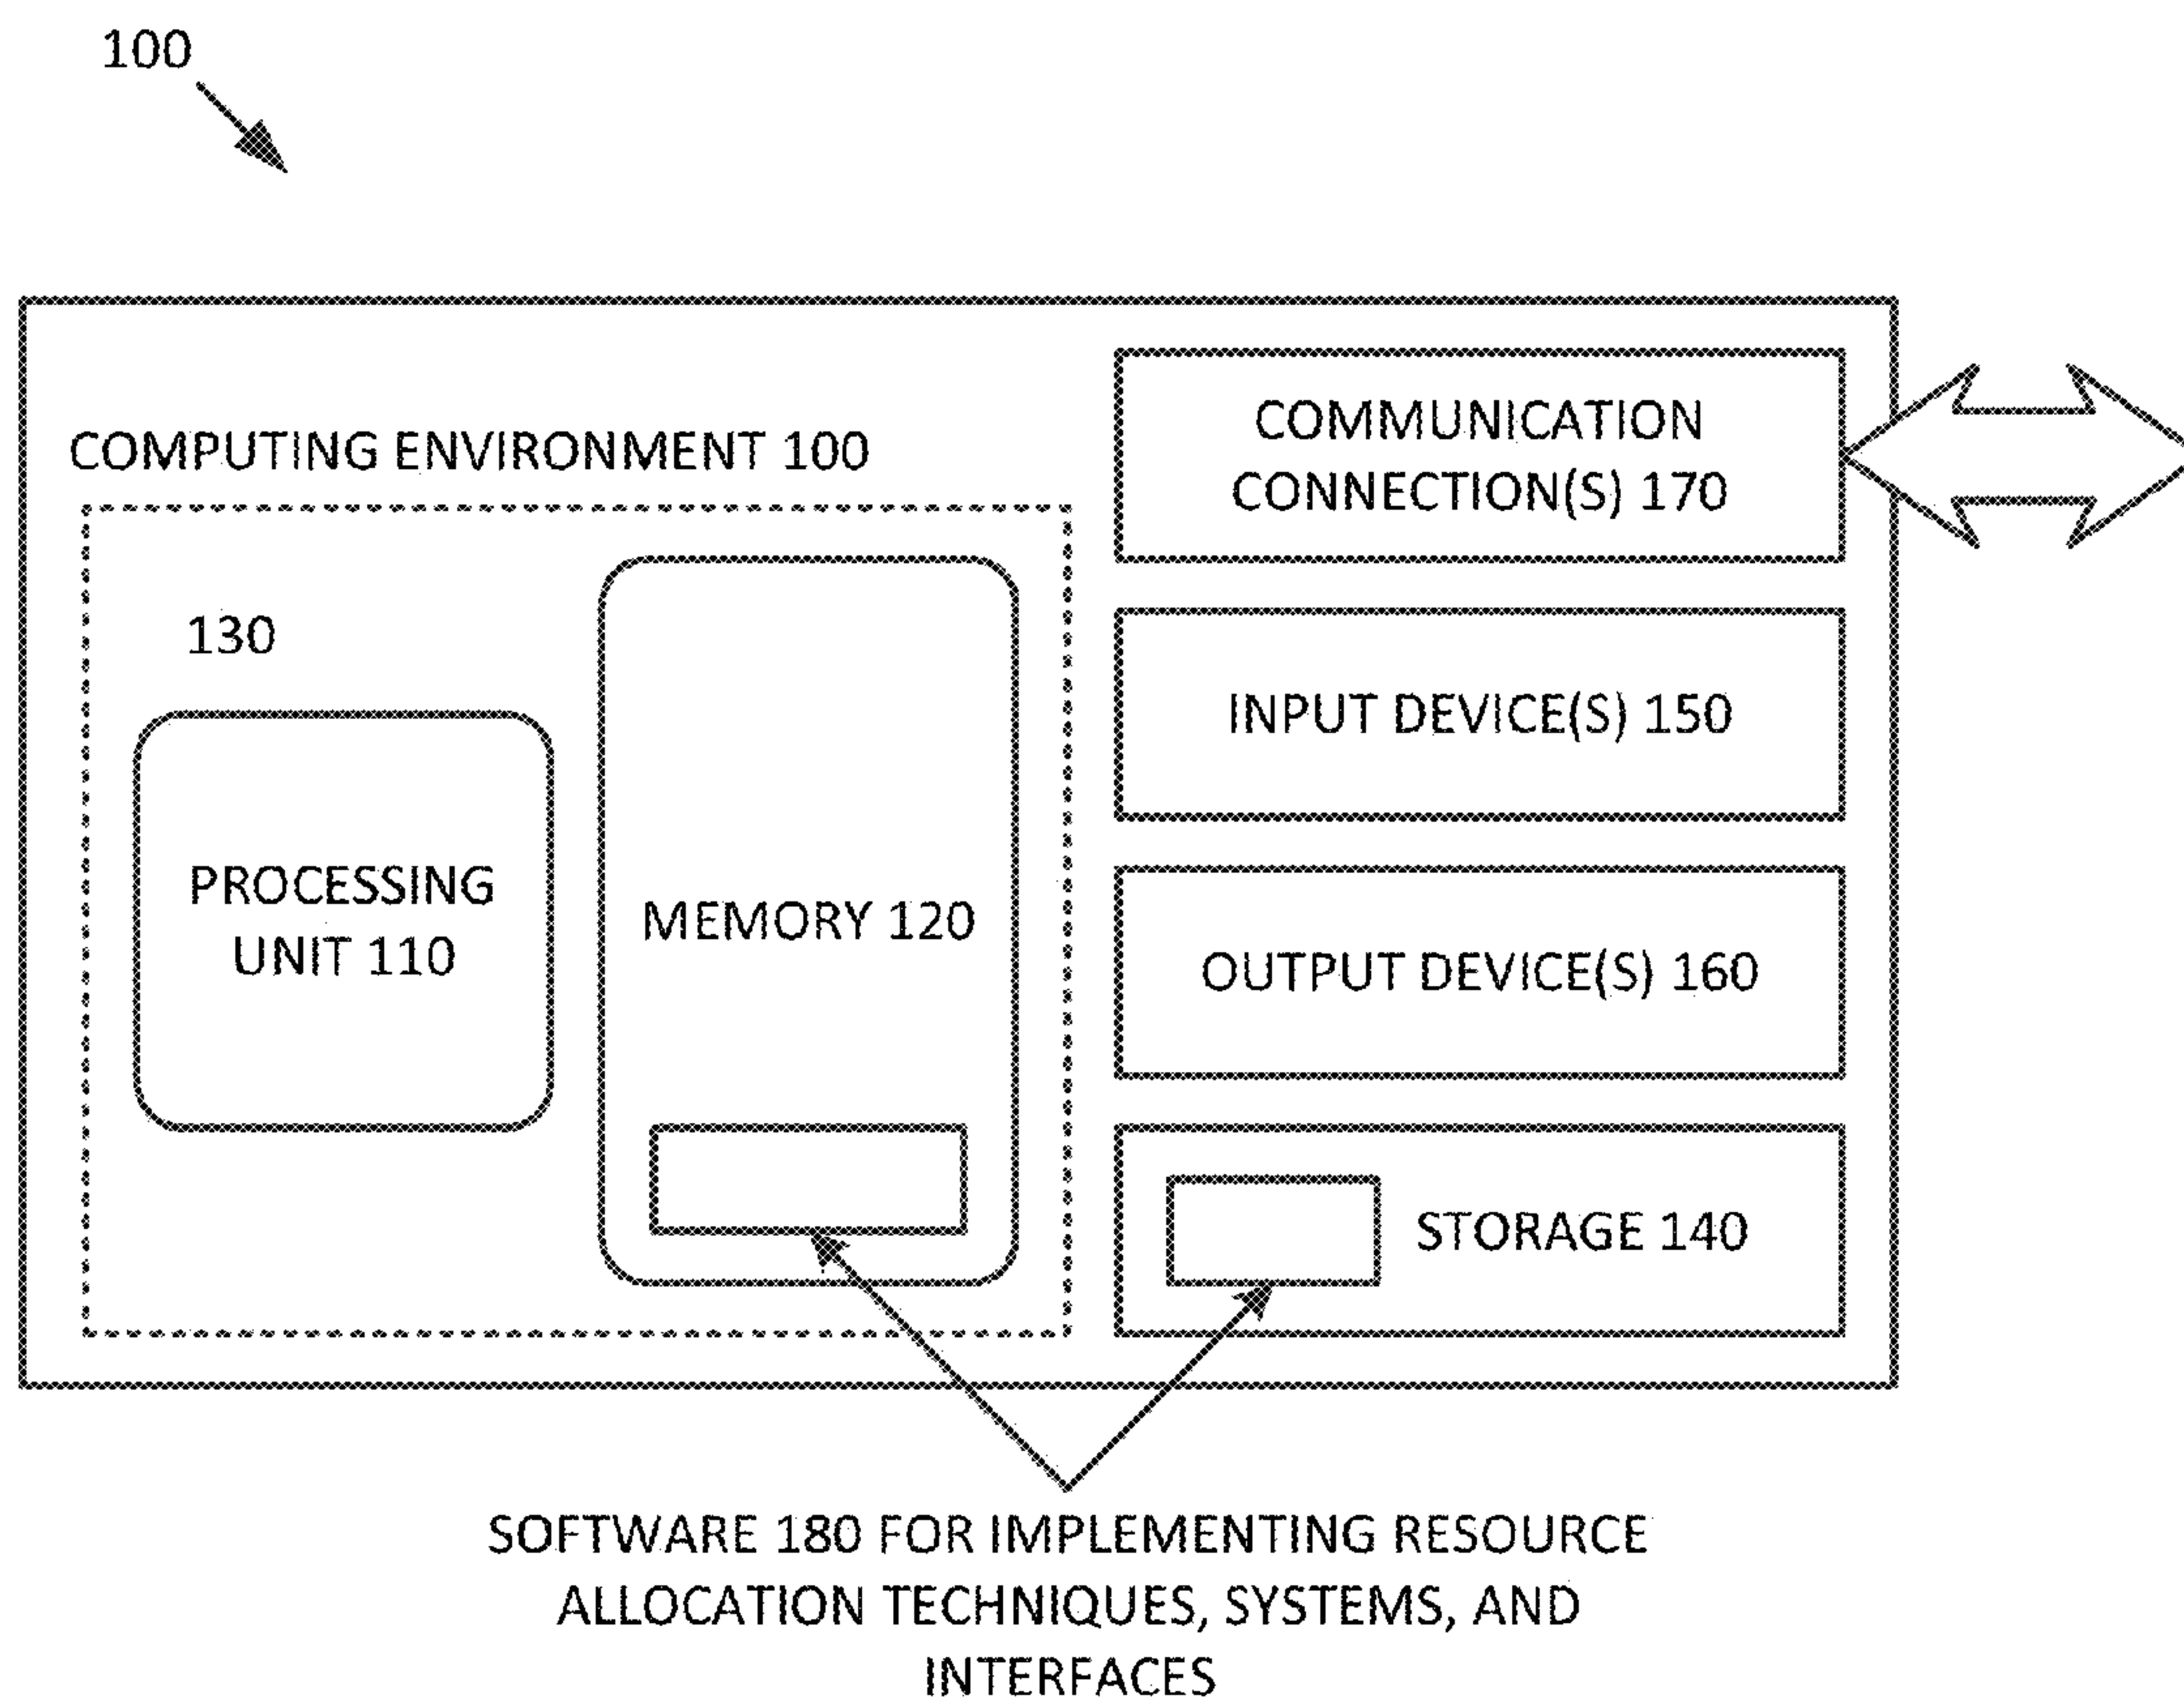 100
COMPUTING ENVIRONMENT 100
130
PROCESSING
UNIT 110
MEMORY 120
COMMUNICATION
CONNECTION(S) 170
INPUT DEVICE(S) 150
OUTPUT DEVICE(S) 160
STORAGE 140
SOFTWARE 180 FOR IMPLEMENTING RESOURCE
ALLOCATION TECHNIQUES, SYSTEMS, AND
INTERFACES